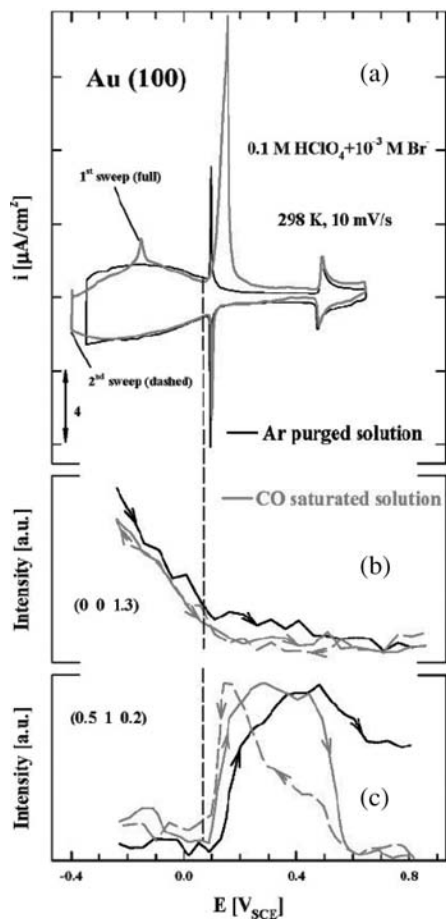 (a)
Au (100)
0.1 M HClO₄+10⁻³ M Br⁻
1ˢᵗ sweep (full)
298 K, 10 mV/s
i [μA/cm²]
2ⁿᵈ sweep (dashed)
4
Ar purged solution
CO saturated solution
Intensity [a.u.]
(b)
(0 0 1.3)
(0.5 1 0.2)
Intensity [a.u.]
(c)
-0.4 0.0 0.4 0.8
E [V_SCE]